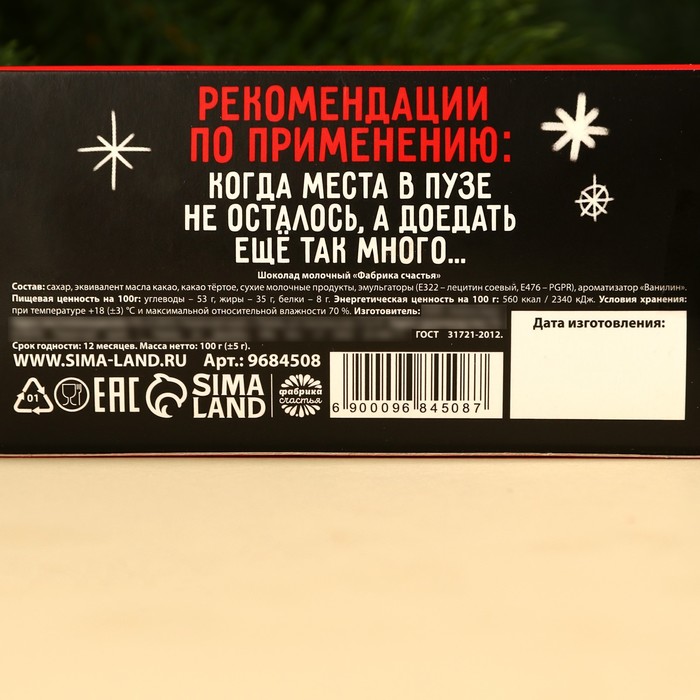 РЕКОМЕНДАЦИИ
ПО ПРИМЕНЕНИЮ:
КОГДА МЕСТА В ПУЗЕ
НЕ ОСТАЛОСЬ, А ДОЕДАТЬ
ЕЩЁ ТАК МНОГО...
Шоколад молочный «Фабрика счастья»
Состав: сахар, эквивалент масла какао, какао тёртое, сухие молочные продукты, эмульгаторы (Е322 – лецитин соевый, Е476 – PGPR), ароматизатор «Ванилин».
Пищевая ценность на 100г: углеводы – 53 г, жиры – 35 г, белки – 8 г. Энергетическая ценность на 100 г: 560 ккал / 2340 кДж. Условия хранения:
при температуре +18 (±3) °С и максимальной относительной влажности 70 %. Изготовитель:
ГОСТ 31721-2012.
Срок годности: 12 месяцев. Масса нетто: 100 г (±5 г).
WWW.SIMA-LAND.RU Арт.: 9684508
01
EAC
SIMA
LAND
фабрика
счастья
6 900096 845087
Дата изготовления: